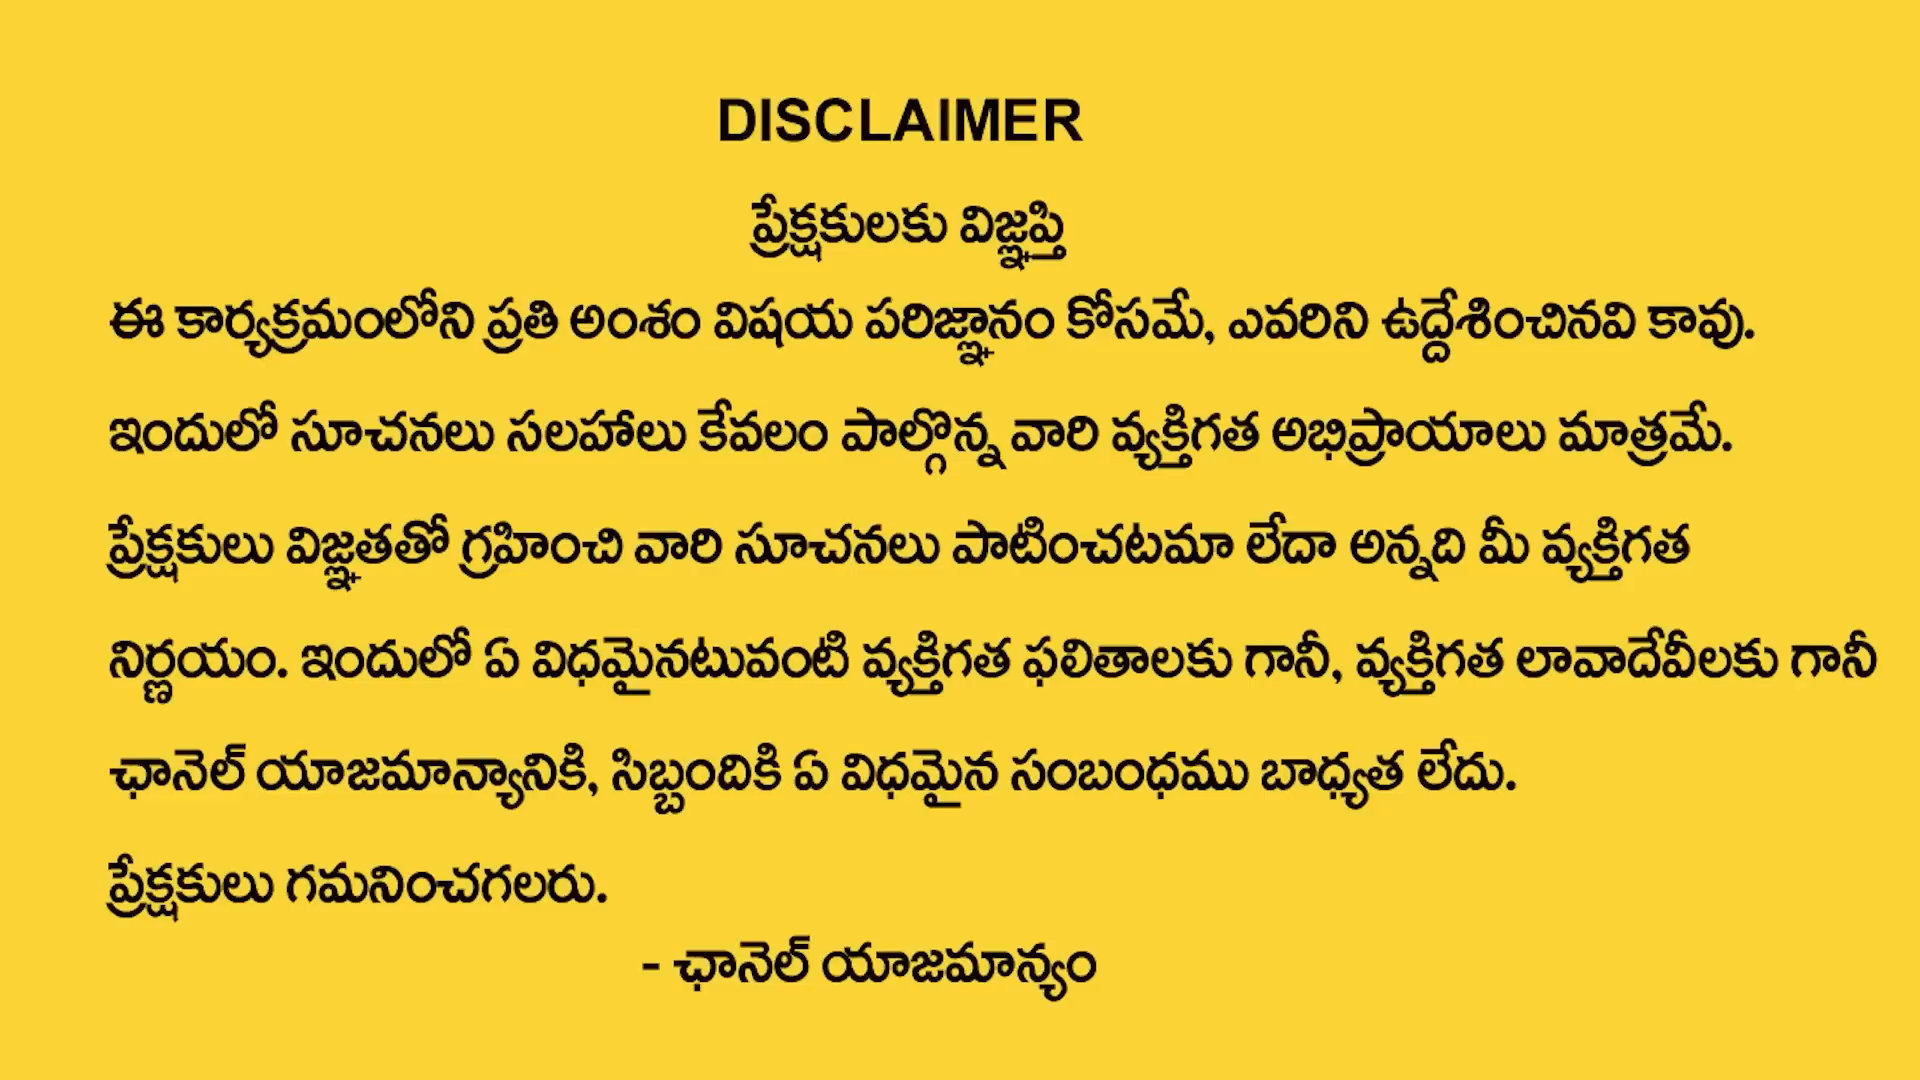 DISCLAIMER
ప్రేక్షకులకు విజ్ఞప్తి
ఈ కార్యక్రమంలోని ప్రతి అంశం విషయ పరిజ్ఞానం కోసమే, ఎవరిని ఉద్దేశించినవి కావు.
ఇందులో సూచనలు సలహాలు కేవలం పాల్గొన్న వారి వ్యక్తిగత అభిప్రాయాలు మాత్రమే.
ప్రేక్షకులు విజ్ఞతతో గ్రహించి వారి సూచనలు పాటించటమా లేదా అన్నది మీ వ్యక్తిగత
నిర్ణయం. ఇందులో ఏ విధమైనటువంటి వ్యక్తిగత ఫలితాలకు గానీ, వ్యక్తిగత లావాదేవీలకు గానీ
ఛానెల్ యాజమాన్యానికి, సిబ్బందికి ఏ విధమైన సంబంధము బాధ్యత లేదు.
ప్రేక్షకులు గమనించగలరు.
- ఛానెల్ యాజమాన్యం